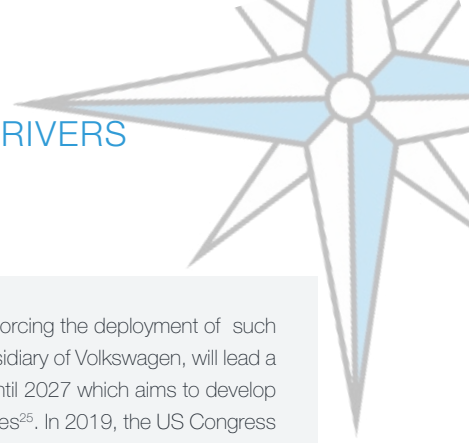 RIVERS
orcing the deployment of such
sidiary of Volkswagen, will lead a
ntil 2027 which aims to develop
es²⁵. In 2019, the US Congress